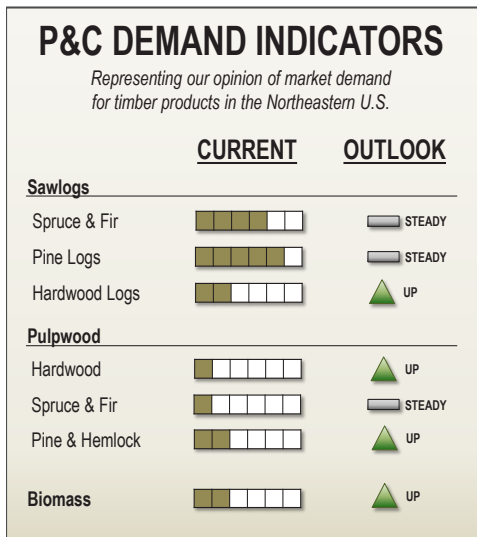 P&C DEMAND INDICATORS
Representing our opinion of market demand
for timber products in the Northeastern U.S.
CURRENT OUTLOOK
Sawlogs
Spruce & Fir STEADY
Pine Logs STEADY
Hardwood Logs UP
Pulpwood
Hardwood UP
Spruce & Fir STEADY
Pine & Hemlock UP
Biomass UP